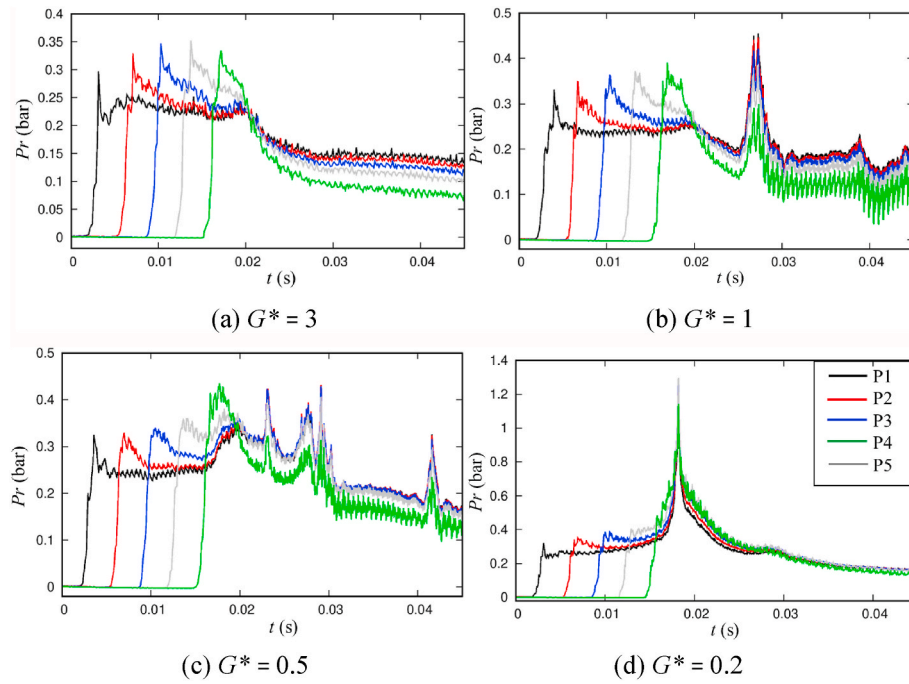 0.4
0.35
0.3
0.25
0.2
0.15
0.1
0.05
0
Pr (bar)
0 0.01 0.02 0.03 0.04
t (s)
(a) G* = 3
0.5
0.4
0.3
0.2
0.1
0
Pr (bar)
0 0.01 0.02 0.03 0.04
t (s)
(b) G* = 1
0.5
0.4
0.3
0.2
0.1
0
Pr (bar)
0 0.01 0.02 0.03 0.04
t (s)
(c) G* = 0.5
1.4
1.2
1
0.8
0.6
0.4
0.2
0
Pr (bar)
P1
P2
P3
P4
P5
0 0.01 0.02 0.03 0.04
t (s)
(d) G* = 0.2